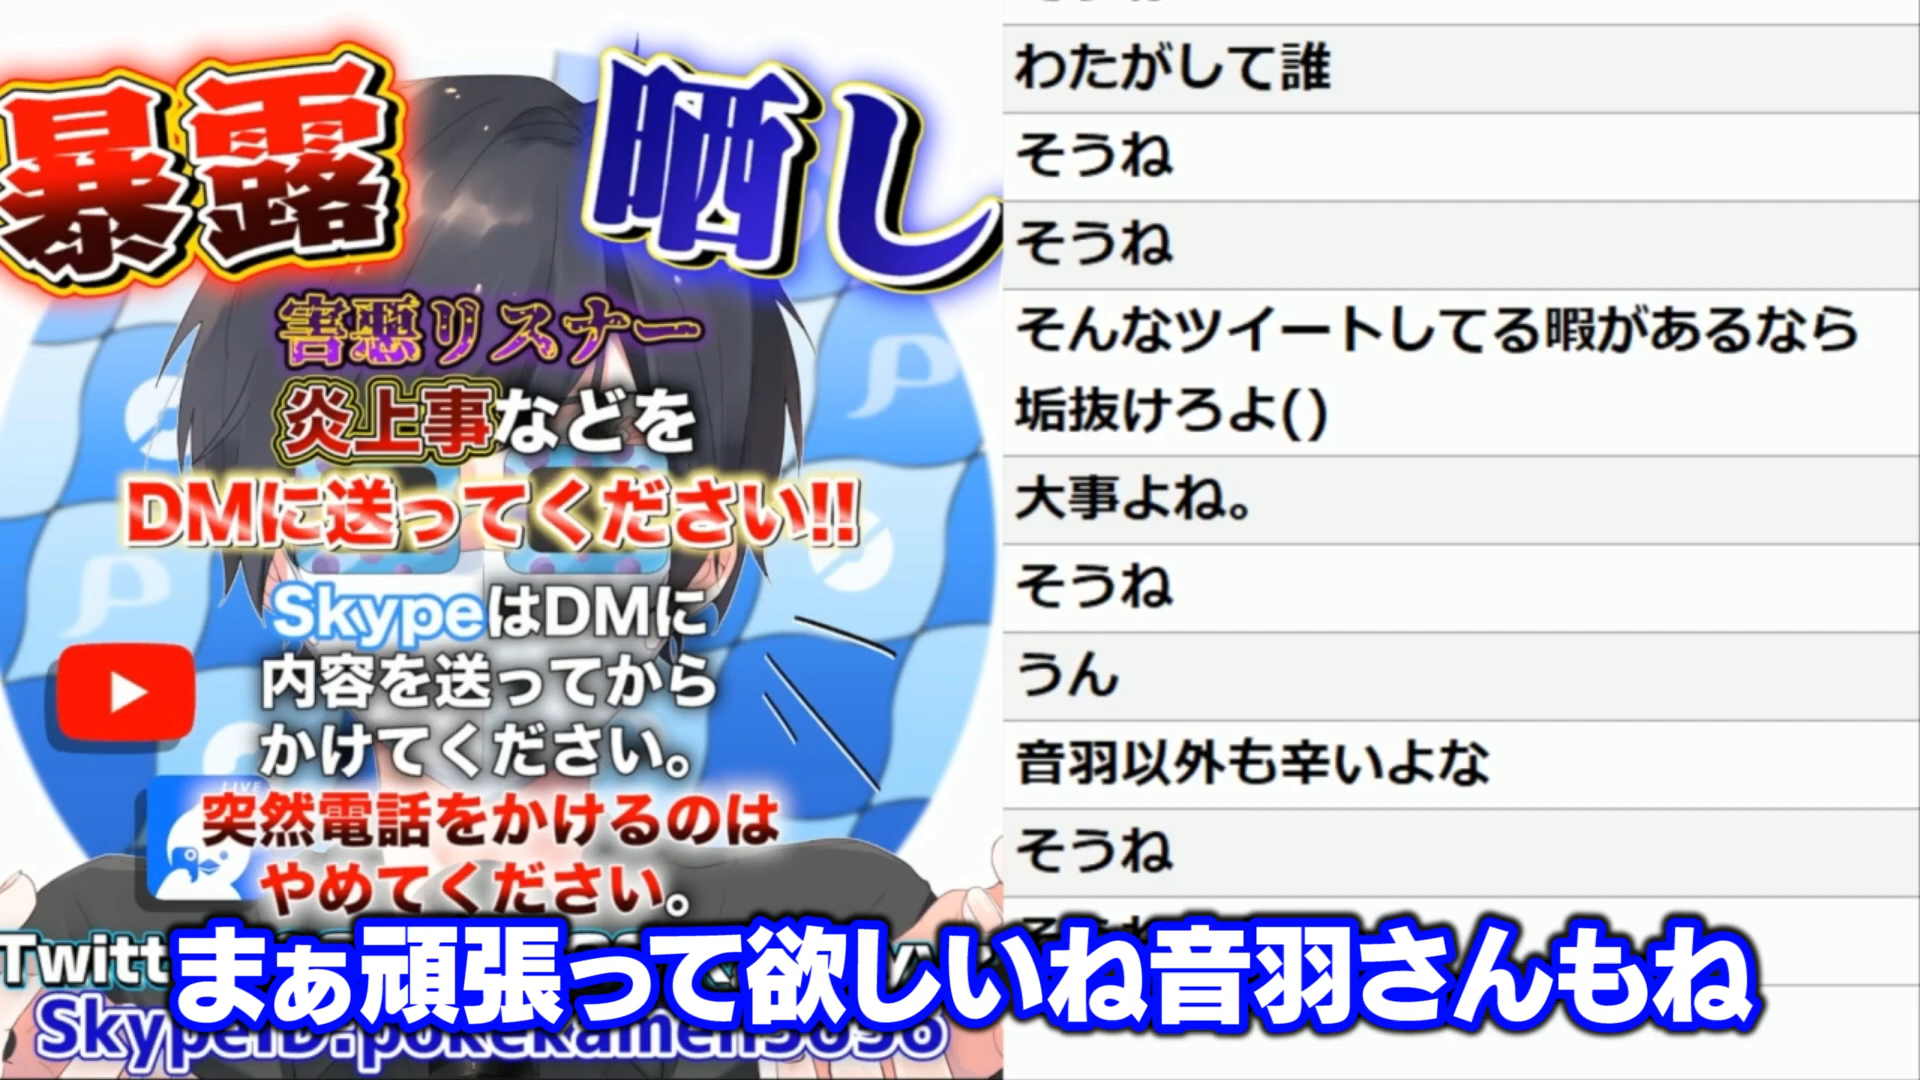 暴露 晒し
害悪リスナー
炎上事などを
DMに送ってください!!
SkypeはDMに
内容を送ってから
かけてください。
LIVE
突然電話をかけるのは
やめてください。
わたがして誰
そうね
そうね
そんなツイートしてる暇があるなら
垢抜けろよ()
大事よね。
そうね
うん
音羽以外も辛いよな
そうね
まぁ頑張って欲しいね音羽さんもね